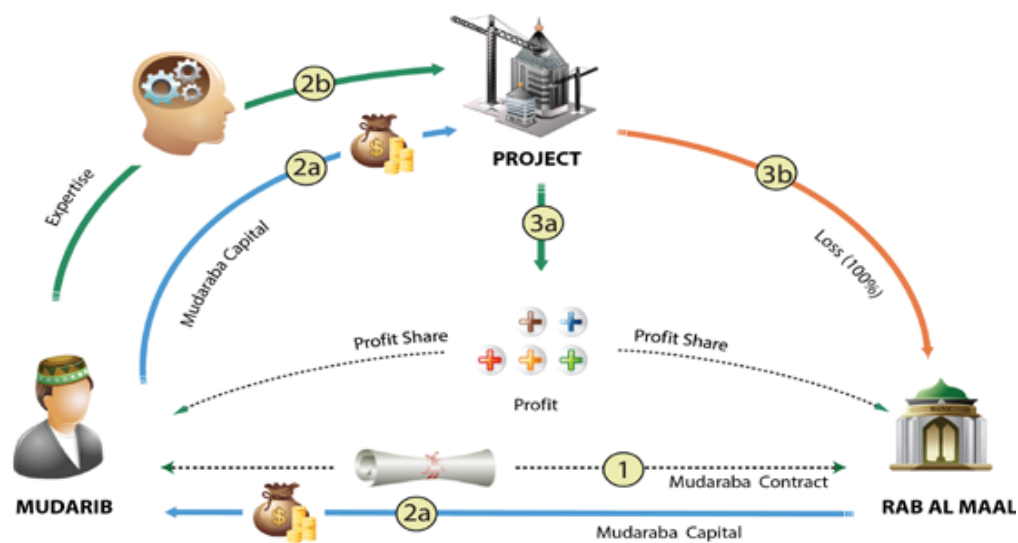 2b
PROJECT
2a
3b
Expertise
3a
Mudaraba Capital
Loss (100%)
Profit Share
Profit Share
Profit
BANK
1
Mudaraba Contract
MUDARIB
RAB AL MAAL
2a
Mudaraba Capital